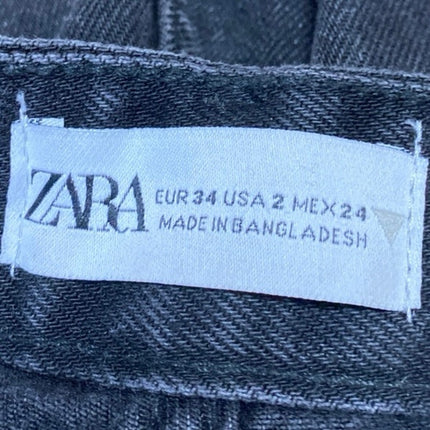 ZARA
EUR 34 USA 2 MEX 24
MADE IN BANGLADESH